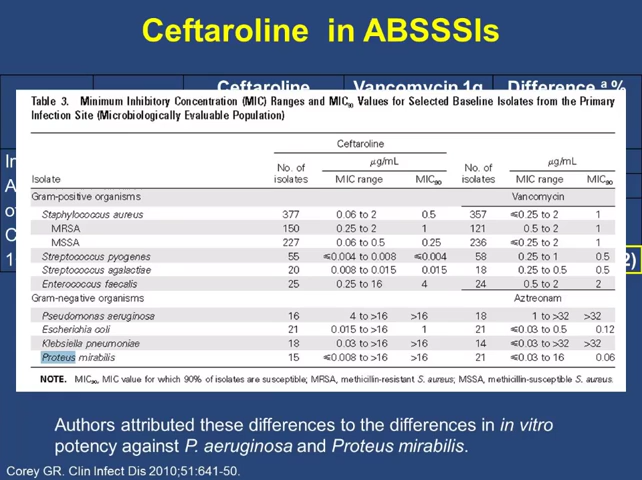 Ceftaroline in ABSSSIs
Ceftaroline Vancomycin 1g Difference a %
Table 3. Minimum Inhibitory Concentration (MIC) Ranges and MIC90 Values for Selected Baseline Isolates from the Primary
Infection Site (Microbiologically Evaluable Population)
Ceftaroline
No. of μg/mL No. of μg/mL
Isolate isolates MIC range MIC90 isolates MIC range MIC90
Gram-positive organisms Vancomycin
Staphylococcus aureus 377 0.06 to 2 0.5 357 ≤0.25 to 2 1
MRSA 150 0.25 to 2 1 121 0.5 to 2 1
MSSA 227 0.06 to 0.5 0.25 236 ≤0.25 to 2 1
Streptococcus pyogenes 55 ≤0.004 to 0.008 ≤0.004 58 0.25 to 1 0.5
Streptococcus agalactiae 20 0.008 to 0.015 0.015 18 0.25 to 0.5 0.5
Enterococcus faecalis 25 0.25 to 16 4 24 0.5 to 2 2
Gram-negative organisms Aztreonam
Pseudomonas aeruginosa 16 4 to >16 >16 18 1 to >32 >32
Escherichia coli 21 0.015 to >16 1 21 ≤0.03 to 0.5 0.12
Klebsiella pneumoniae 18 0.03 to >16 >16 14 ≤0.03 to >32 >32
Proteus mirabilis 15 ≤0.008 to >16 >16 21 ≤0.03 to 16 0.06
NOTE. MIC90, MIC value for which 90% of isolates are susceptible; MRSA, methicillin-resistant S. aureus; MSSA, methicillin-susceptible S. aureus.
Authors attributed these differences to the differences in in vitro
potency against P. aeruginosa and Proteus mirabilis.
Corey GR. Clin Infect Dis 2010;51:641-50.